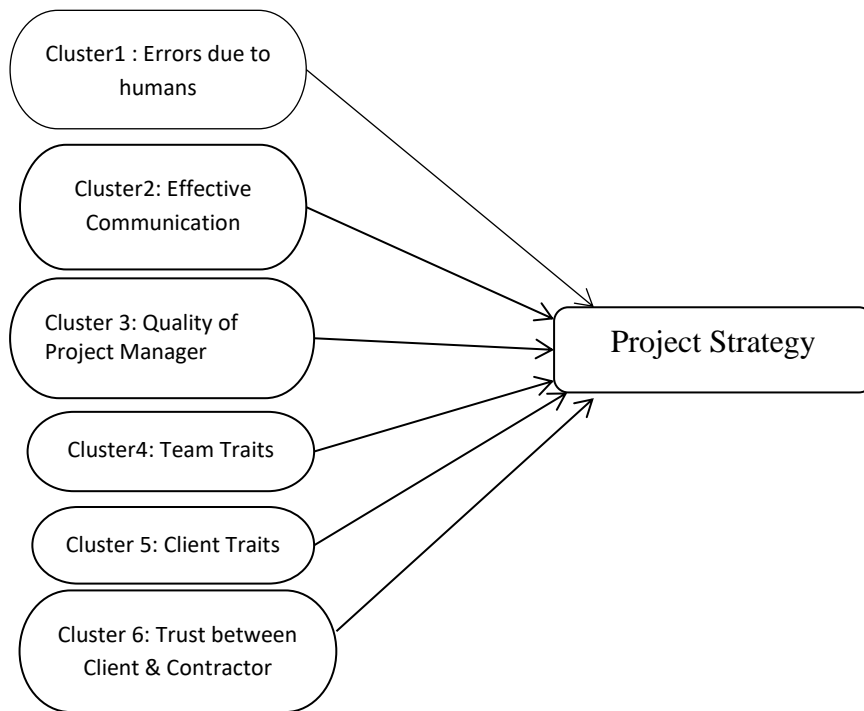 Cluster1 : Errors due to
humans
Cluster2: Effective
Communication
Cluster 3: Quality of
Project Manager
Project Strategy
Cluster4: Team Traits
Cluster 5: Client Traits
Cluster 6: Trust between
Client & Contractor